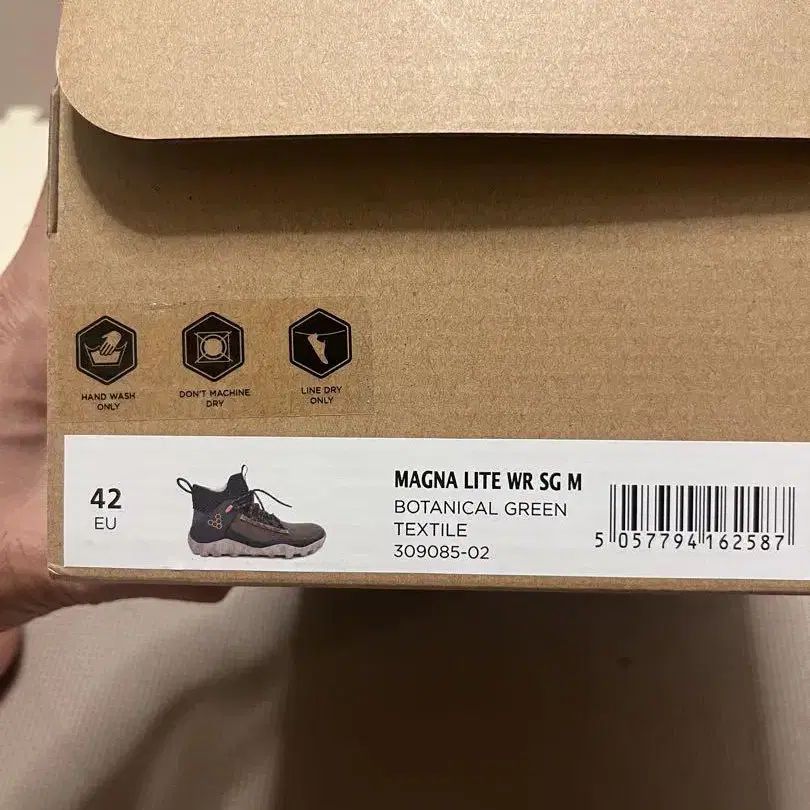 HAND WASH
ONLY
DON'T MACHINE
DRY
LINE DRY
ONLY
42
EU
MAGNA LITE WR SG M
BOTANICAL GREEN
TEXTILE
309085-02
5 057794 162587